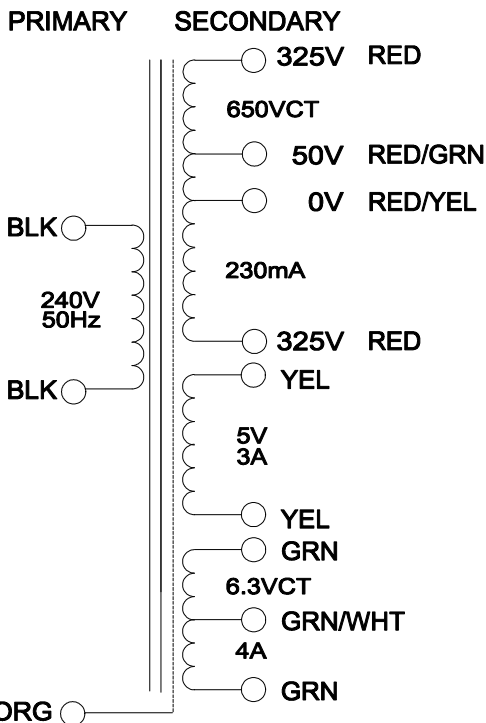 PRIMARY SECONDARY
325V RED
650VCT
50V RED/GRN
0V RED/YEL
BLK
230mA
240V
50Hz
325V RED
BLK
YEL
5V
3A
YEL
GRN
6.3VCT
GRN/WHT
4A
GRN
ORG